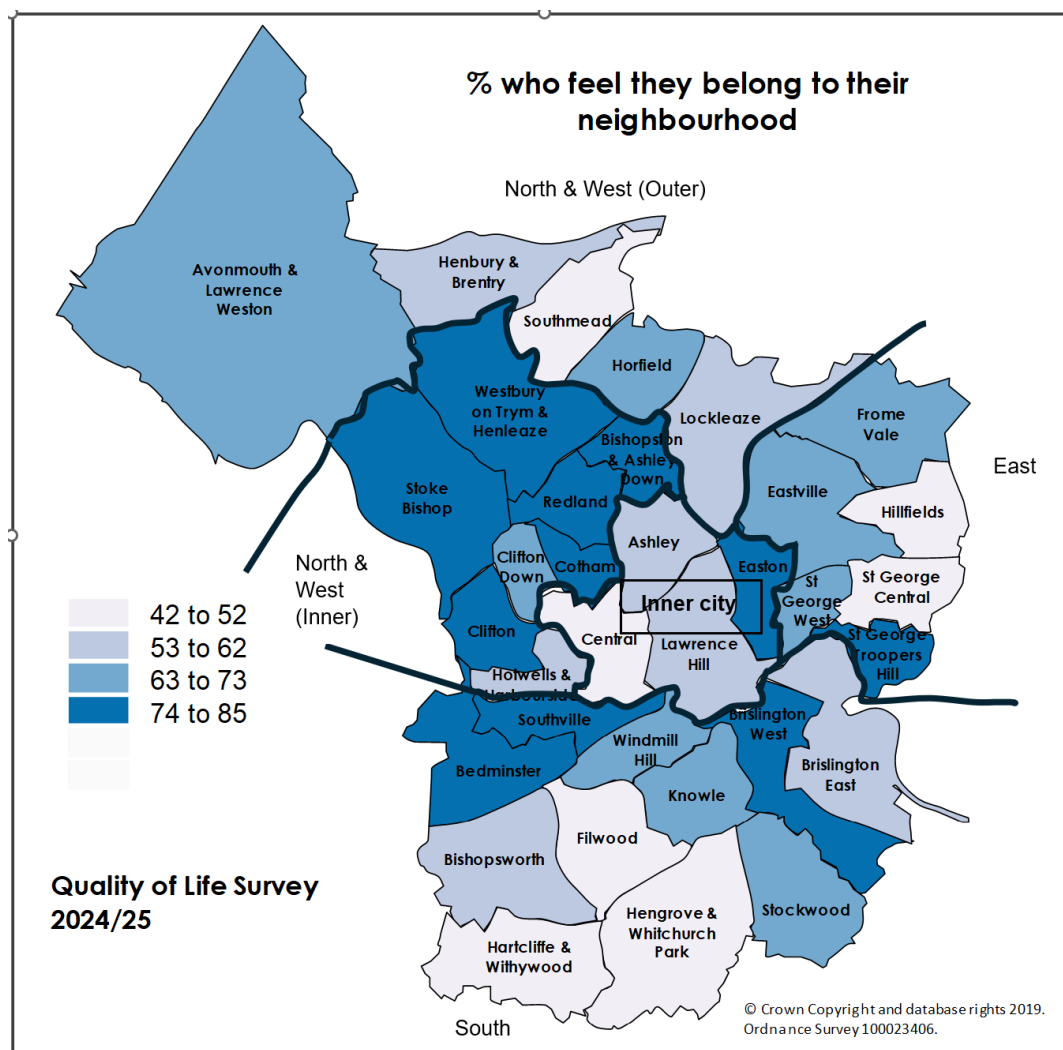 % who feel they belong to their
neighbourhood
North & West (Outer)
Avonmouth &
Lawrence
Weston
Henbury &
Brentry
Southmead
Horfield
Lockleaze
Westbury
on Trym &
Henleaze
Bishopston
& Ashley
Down
Frome
Vale
East
Stoke
Bishop
Redland
Eastville
Hillfields
Ashley
Clifton
Down
Cotham
Easton
St
George
West
St George
Central
North &
West
(Inner)
Inner city
Clifton
Central
Lawrence
Hill
St George
Troopers
Hill
42 to 52
53 to 62
63 to 73
74 to 85
Hotwells &
Harbourside
Southville
Brislington
West
Windmill
Hill
Bedminster
Brislington
East
Knowle
Filwood
Bishopsworth
Quality of Life Survey
2024/25
Hengrove &
Whitchurch
Park
Stockwood
Hartcliffe &
Withywood
South
© Crown Copyright and database rights 2019.
Ordnance Survey 100023406.